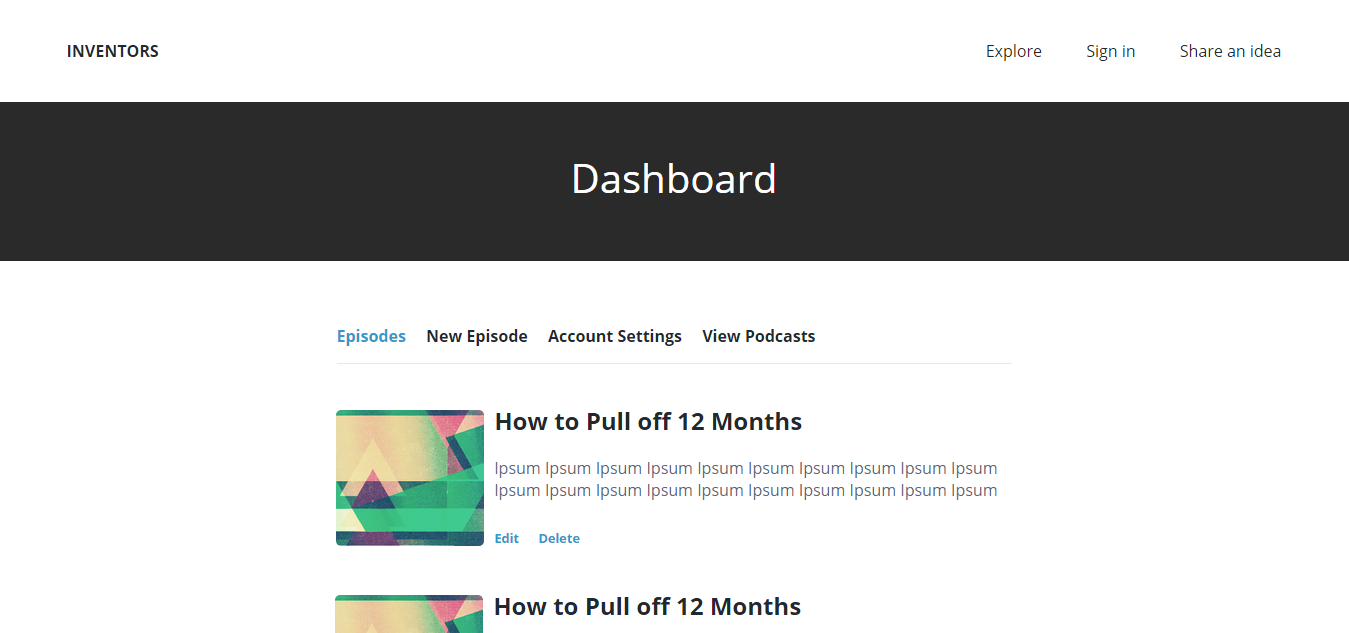 INVENTORS
Explore
Sign in
Share an idea
Dashboard
Episodes
New Episode
Account Settings
View Podcasts
How to Pull off 12 Months
Ipsum Ipsum Ipsum Ipsum Ipsum Ipsum Ipsum Ipsum Ipsum Ipsum
Ipsum Ipsum Ipsum Ipsum Ipsum Ipsum Ipsum Ipsum Ipsum Ipsum
Edit
Delete
How to Pull off 12 Months